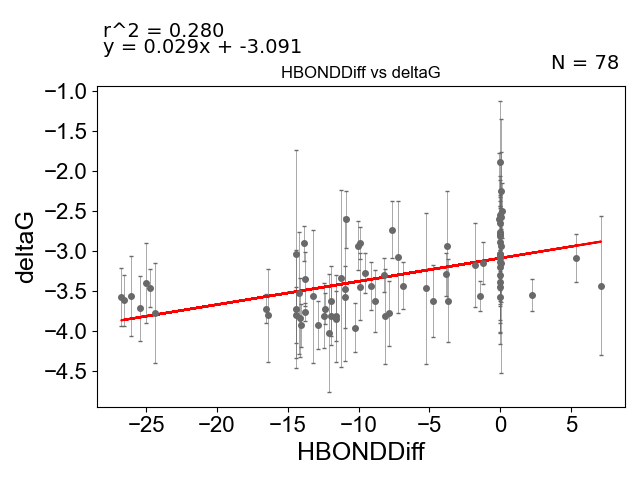 r^2 = 0.280
y = 0.029x + -3.091
N = 78
HBONDDiff vs deltaG
−1.0
−1.5
−2.0
−2.5
−3.0
−3.5
−4.0
−4.5
deltaG
−25 −20 −15 −10 −5 0 5
HBONDDiff